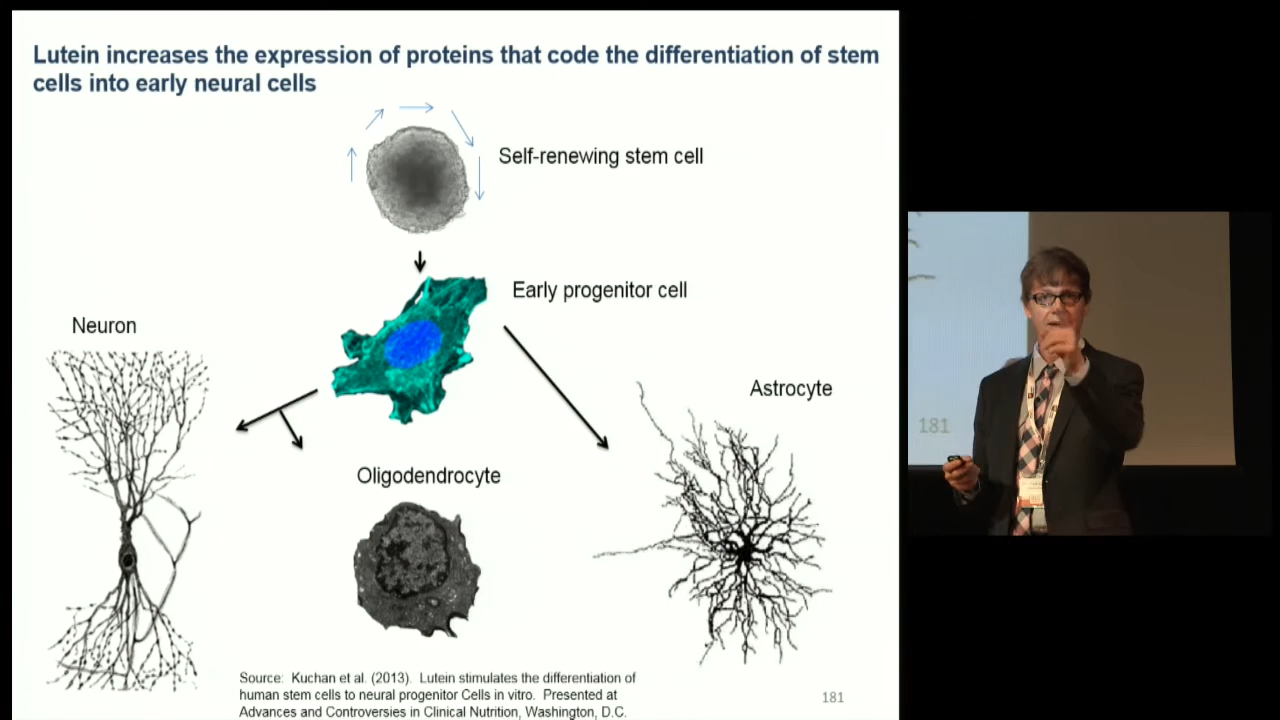 Lutein increases the expression of proteins that code the differentiation of stem
cells into early neural cells
Self-renewing stem cell
Early progenitor cell
Neuron
Astrocyte
Oligodendrocyte
Source: Kuchan et al. (2013). Lutein stimulates the differentiation of
human stem cells to neural progenitor Cells in vitro. Presented at
Advances and Controversies in Clinical Nutrition, Washington, D.C.
181
181